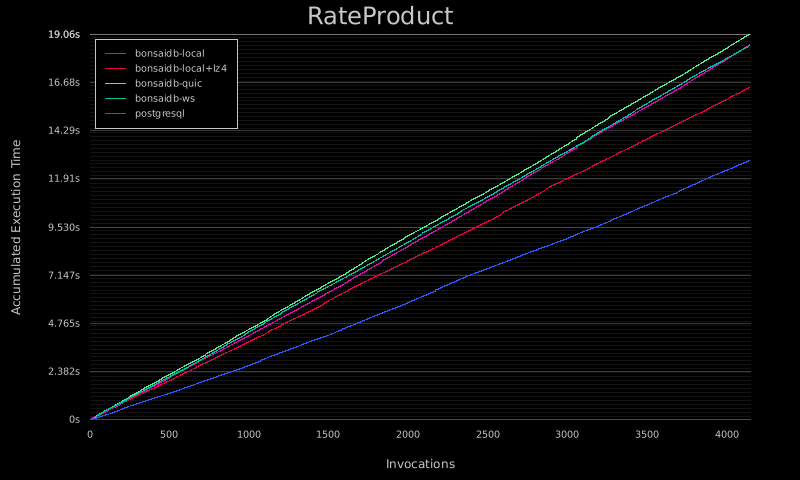 RateProduct
19.06s
16.68s
14.29s
11.91s
9.530s
7.147s
4.765s
2.382s
0s
bonsaidb-local
bonsaidb-local+lz4
bonsaidb-quic
bonsaidb-ws
postgresql
Accumulated Execution Time
0 500 1000 1500 2000 2500 3000 3500 4000
Invocations